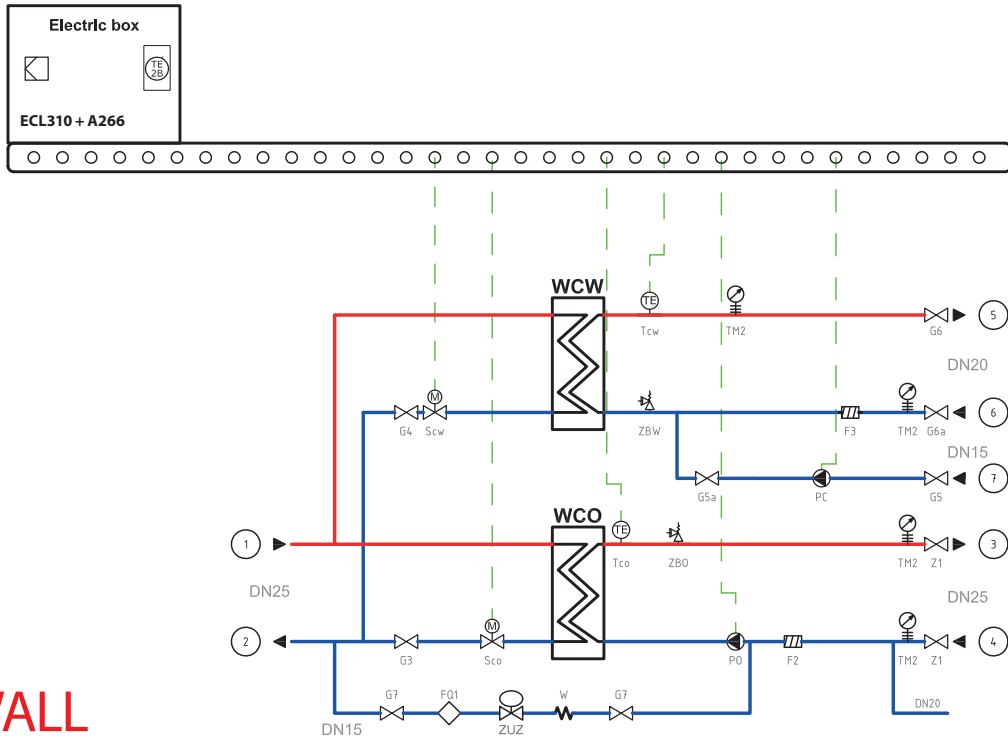 Electric box
TE
2B
ECL310 + A266
WCW
TE
Tcw
TM2
G6
5
DN20
M
G4
Scw
ZBW
F3
TM2
G6a
6
DN15
G5a
PC
G5
7
WCO
TE
1
Tco
ZBO
TM2
Z1
3
DN25
DN25
2
M
G3
Sco
PO
F2
TM2
Z1
4
G7
FQ1
ZUZ
W
G7
DN20
DN15